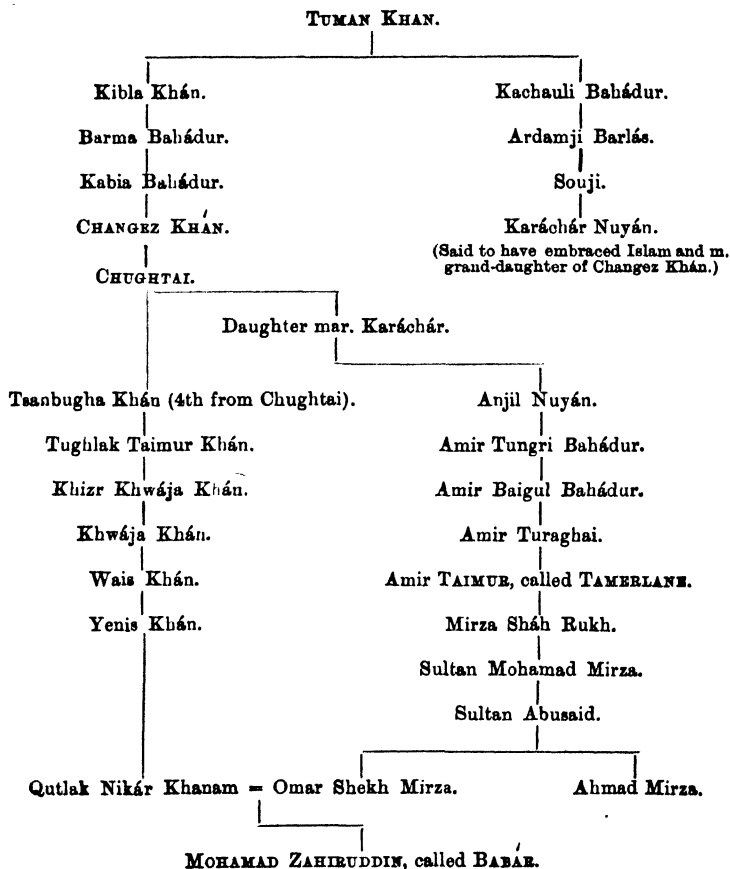 TUMAN KHAN.
Kibla Khán. Kachauli Bahádur.
Barma Bahádur. Ardamji Barlás.
Kabia Bahádur. Souji.
CHANGEZ KHÁN. Karáchár Nuyán.
(Said to have embraced Islam and m.
grand-daughter of Changez Khán.)
CHUGHTAI.
Daughter mar. Karáchár.
Tsanbugha Khán (4th from Chughtai). Anjil Nuyán.
Tughlak Taimur Khán. Amir Tungri Bahádur.
Khizr Khwája Khán. Amir Baigul Bahádur.
Khwája Khán. Amir Turaghai.
Wais Khán. Amir TAIMUR, called TAMERLANE.
Yenis Khán. Mirza Sháh Rukh.
Sultan Mohamad Mirza.
Sultan Abusaid.
Qutlak Nikár Khanam = Omar Shekh Mirza. Ahmad Mirza.
MOHAMAD ZAHIRUDDIN, called BABÁR.